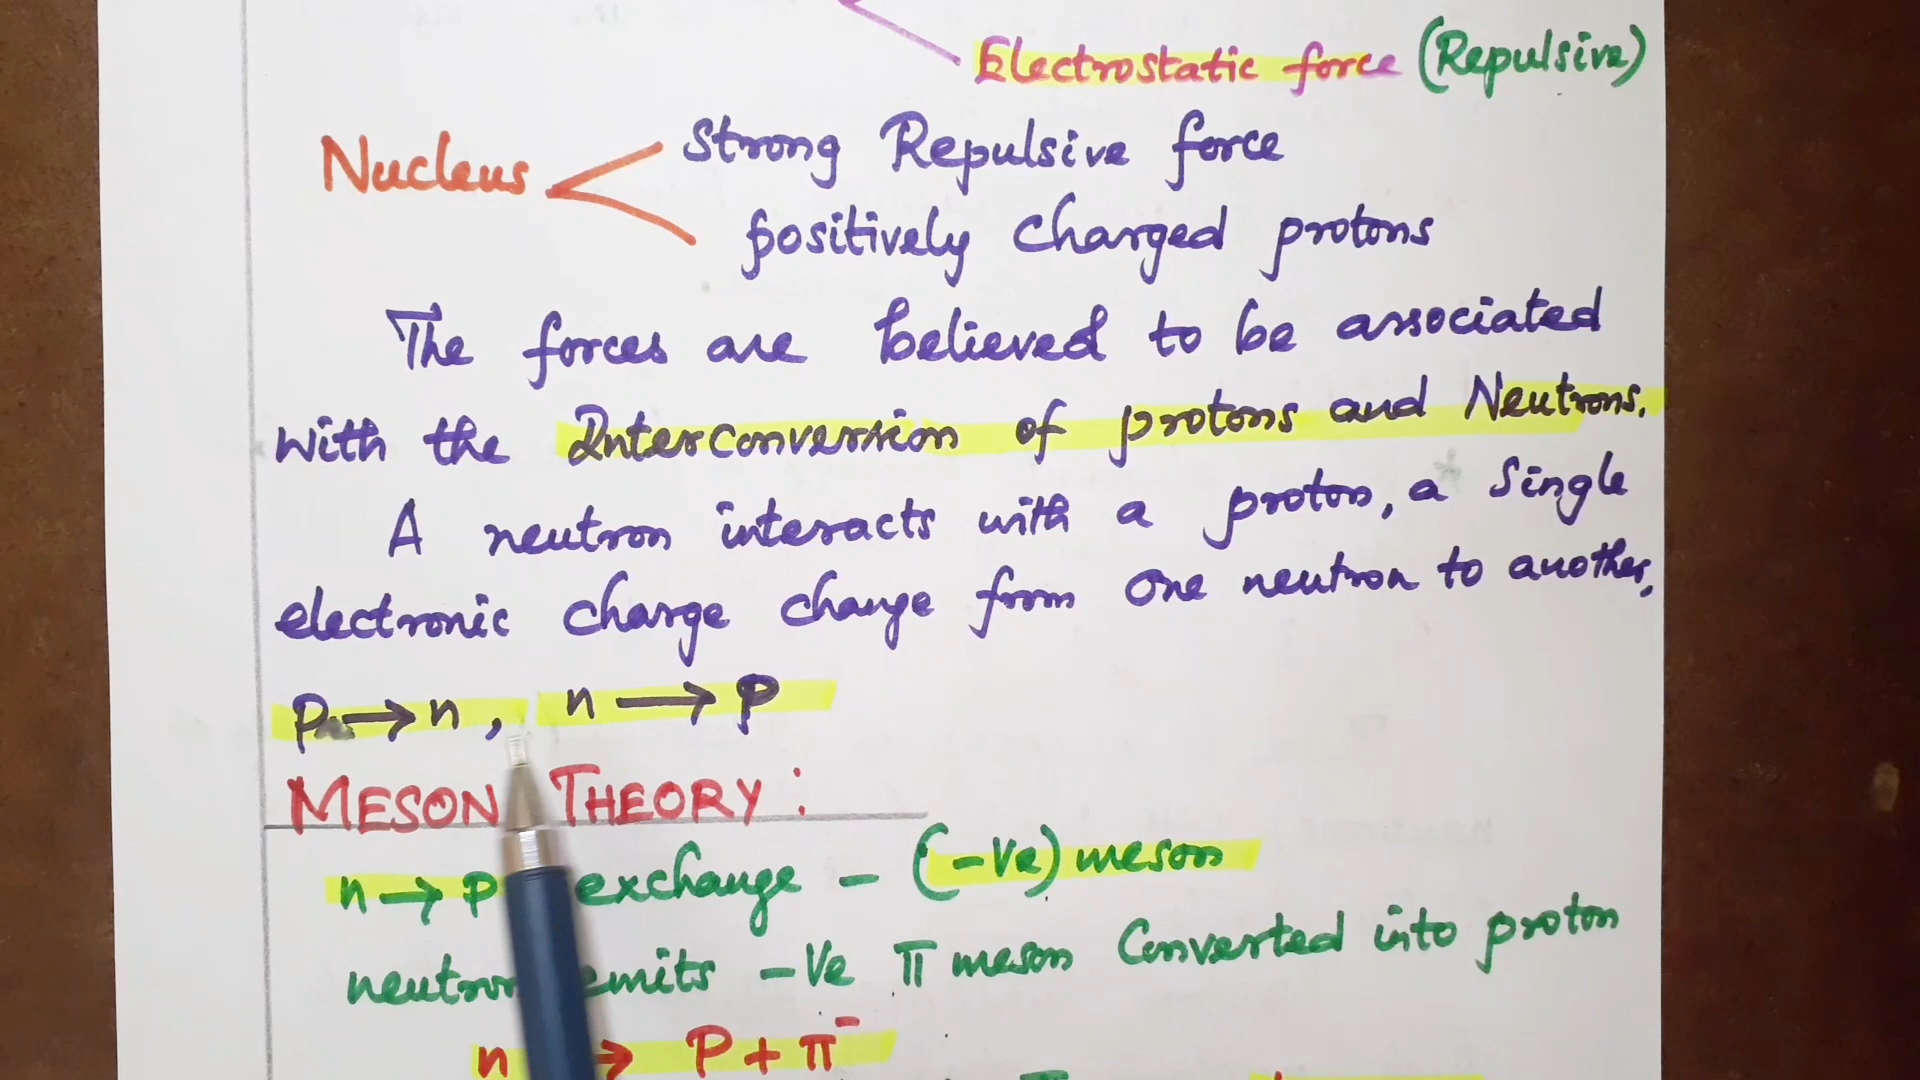 Electrostatic force (Repulsive)
Nucleus
Strong Repulsive force
positively charged protons
The forces are believed to be associated
with the Interconversion of protons and Neutrons.
A neutron interacts with a proton, a single
electronic charge change from one neutron to another.
P → n , n → p
MESON THEORY :
n → p exchange - (-ve) meson
neutron emits -ve π meson converted into proton
n → P + π⁻